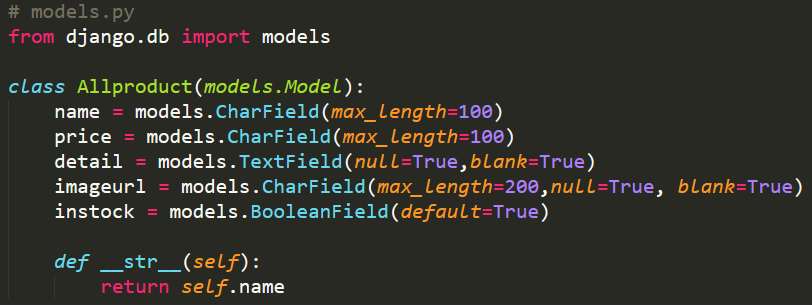 # models.py
from django.db import models
class Allproduct(models.Model):
    name = models.CharField(max_length=100)
    price = models.CharField(max_length=100)
    detail = models.TextField(null=True,blank=True)
    imageurl = models.CharField(max_length=200,null=True, blank=True)
    instock = models.BooleanField(default=True)
    def __str__(self):
        return self.name